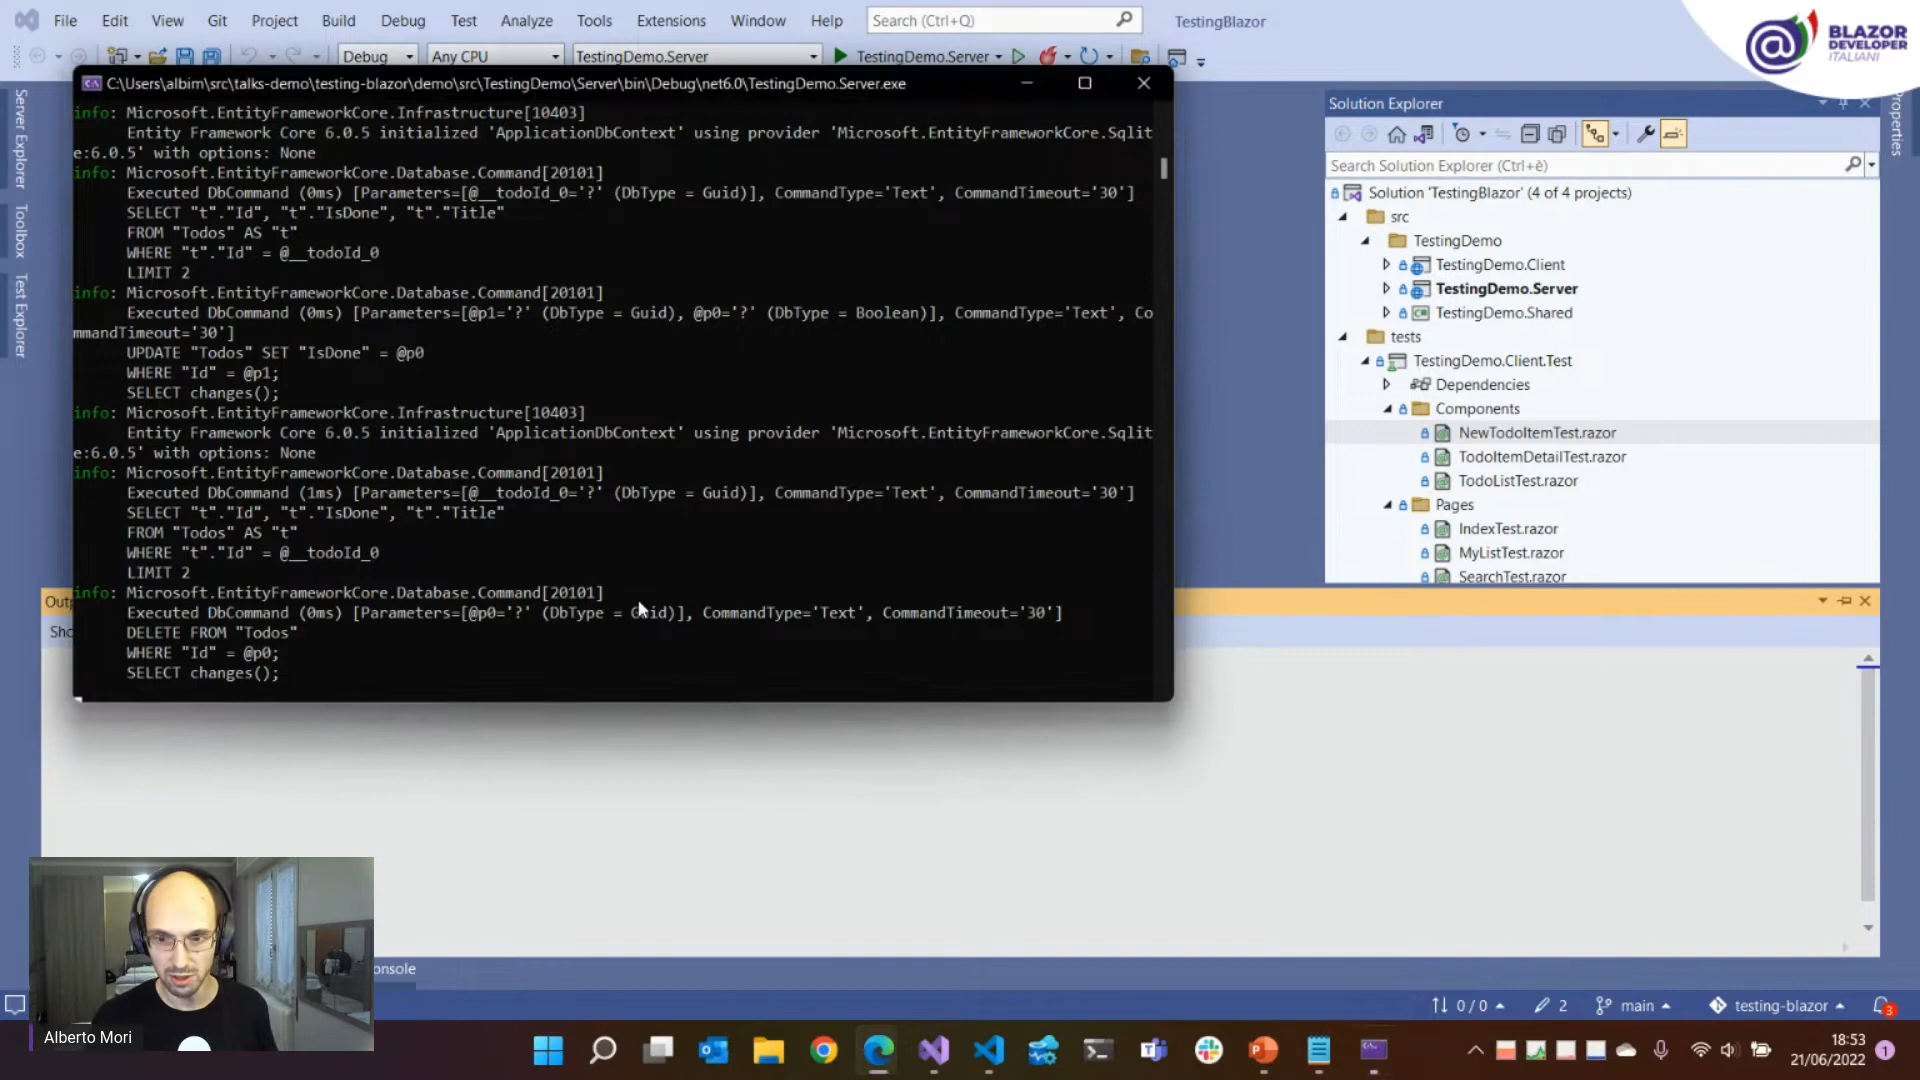 File Edit View Git Project Build Debug Test Analyze Tools Extensions Window Help Search (Ctrl+Q) TestingBlazor
BLAZOR
DEVELOPER
ITALIANI
Debug Any CPU TestingDemo.Server TestingDemo.Server
C:\Users\albim\src\talks-demo\testing-blazor\demo\src\TestingDemo\Server\bin\Debug\net6.0\TestingDemo.Server.exe
info: Microsoft.EntityFrameworkCore.Infrastructure[10403]
Entity Framework Core 6.0.5 initialized 'ApplicationDbContext' using provider 'Microsoft.EntityFrameworkCore.Sqlit
e:6.0.5' with options: None
info: Microsoft.EntityFrameworkCore.Database.Command[20101]
Executed DbCommand (0ms) [Parameters=[@__todoId_0='?' (DbType = Guid)], CommandType='Text', CommandTimeout='30']
SELECT "t"."Id", "t"."IsDone", "t"."Title"
FROM "Todos" AS "t"
WHERE "t"."Id" = @__todoId_0
LIMIT 2
info: Microsoft.EntityFrameworkCore.Database.Command[20101]
Executed DbCommand (0ms) [Parameters=[@p1='?' (DbType = Guid), @p0='?' (DbType = Boolean)], CommandType='Text', Co
mmandTimeout='30']
UPDATE "Todos" SET "IsDone" = @p0
WHERE "Id" = @p1;
SELECT changes();
info: Microsoft.EntityFrameworkCore.Infrastructure[10403]
Entity Framework Core 6.0.5 initialized 'ApplicationDbContext' using provider 'Microsoft.EntityFrameworkCore.Sqlit
e:6.0.5' with options: None
info: Microsoft.EntityFrameworkCore.Database.Command[20101]
Executed DbCommand (1ms) [Parameters=[@__todoId_0='?' (DbType = Guid)], CommandType='Text', CommandTimeout='30']
SELECT "t"."Id", "t"."IsDone", "t"."Title"
FROM "Todos" AS "t"
WHERE "t"."Id" = @__todoId_0
LIMIT 2
info: Microsoft.EntityFrameworkCore.Database.Command[20101]
Executed DbCommand (0ms) [Parameters=[@p0='?' (DbType = Guid)], CommandType='Text', CommandTimeout='30']
DELETE FROM "Todos"
WHERE "Id" = @p0;
SELECT changes();
Server Explorer
Toolbox
Test Explorer
Properties
Solution Explorer
Search Solution Explorer (Ctrl+è)
Solution 'TestingBlazor' (4 of 4 projects)
src
TestingDemo
TestingDemo.Client
TestingDemo.Server
TestingDemo.Shared
tests
TestingDemo.Client.Test
Dependencies
Components
NewTodoItemTest.razor
TodoItemDetailTest.razor
TodoListTest.razor
Pages
IndexTest.razor
MyListTest.razor
SearchTest.razor
Outp
Sho
onsole
0 / 0 2 main testing-blazor 3
Alberto Mori
18:53
21/06/2022
1